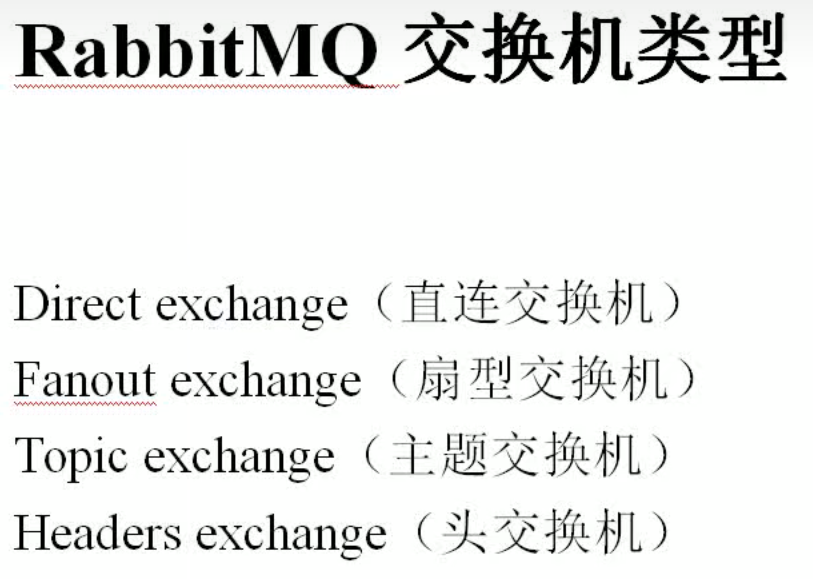 RabbitMQ 交换机类型
Direct exchange（直连交换机）
Fanout exchange（扇型交换机）
Topic exchange（主题交换机）
Headers exchange（头交换机）